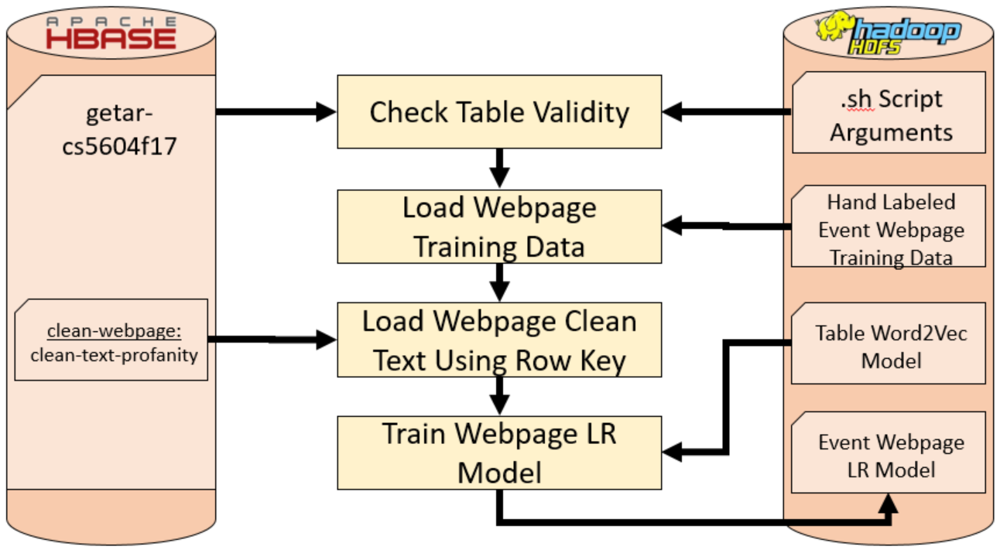 APACHE
HBASE
hadoop
HDFS
getar-
cs5604f17
clean-webpage:
clean-text-profanity
Check Table Validity
Load Webpage
Training Data
Load Webpage Clean
Text Using Row Key
Train Webpage LR
Model
.sh Script
Arguments
Hand Labeled
Event Webpage
Training Data
Table Word2Vec
Model
Event Webpage
LR Model